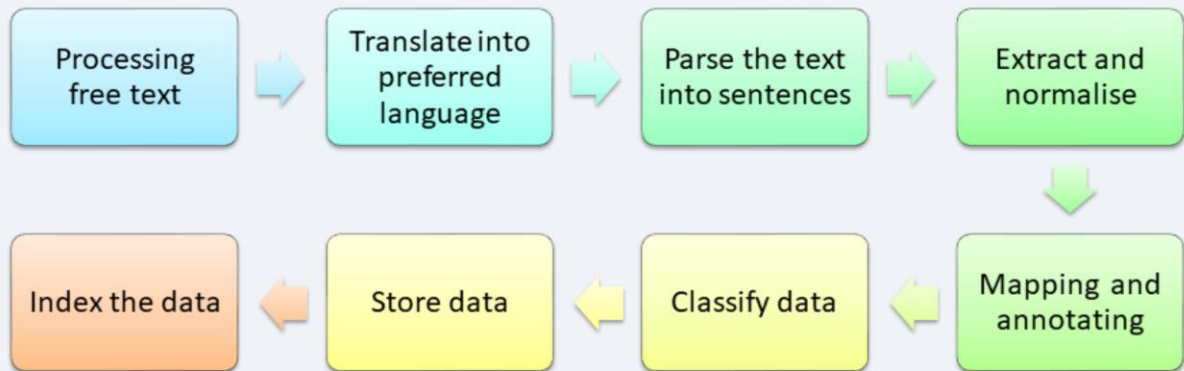 Processing
free text
Translate into
preferred
language
Parse the text
into sentences
Extract and
normalise
Mapping and
annotating
Classify data
Store data
Index the data